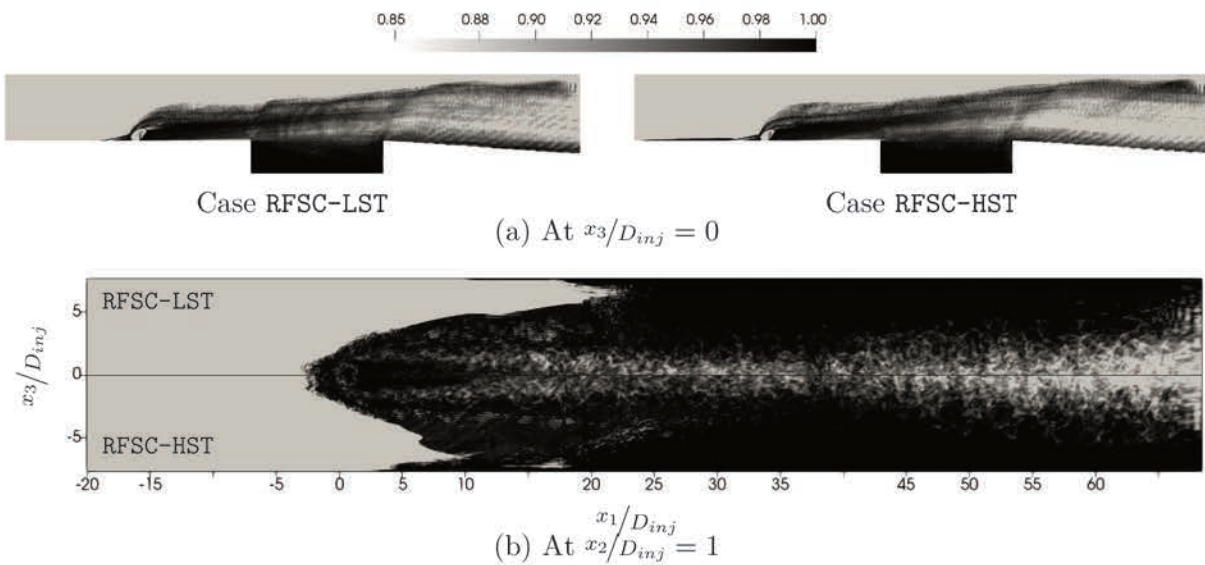 0.85 0.88 0.90 0.92 0.94 0.96 0.98 1.00
Case RFSC-LST
Case RFSC-HST
(a) At x3/Dinj = 0
RFSC-LST
RFSC-HST
x3/Dinj
5
0
-5
-20 -15 -5 0 5 10 20 25 30 35 45 50 55 60
x1/Dinj
(b) At x2/Dinj = 1